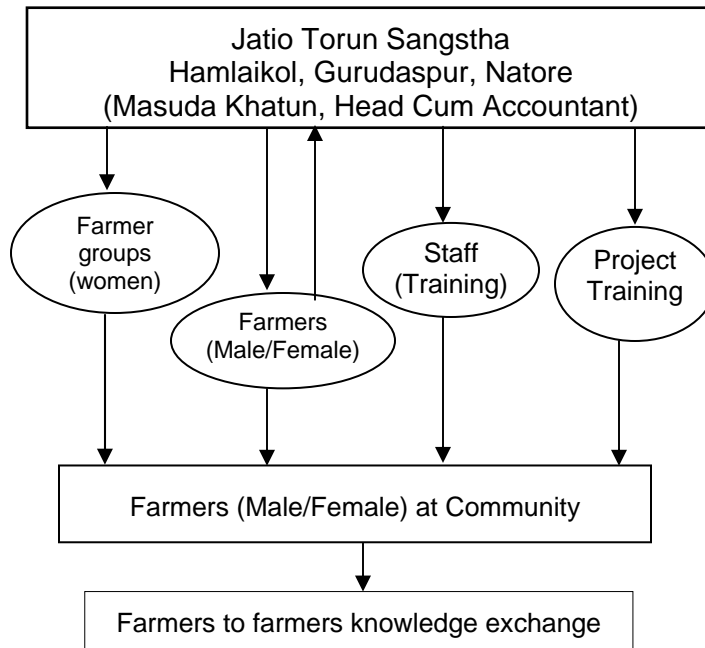 Jatio Torun Sangstha
Hamlaikol, Gurudaspur, Natore
(Masuda Khatun, Head Cum Accountant)
Farmer
groups
(women)
Farmers
(Male/Female)
Staff
(Training)
Project
Training
Farmers (Male/Female) at Community
Farmers to farmers knowledge exchange